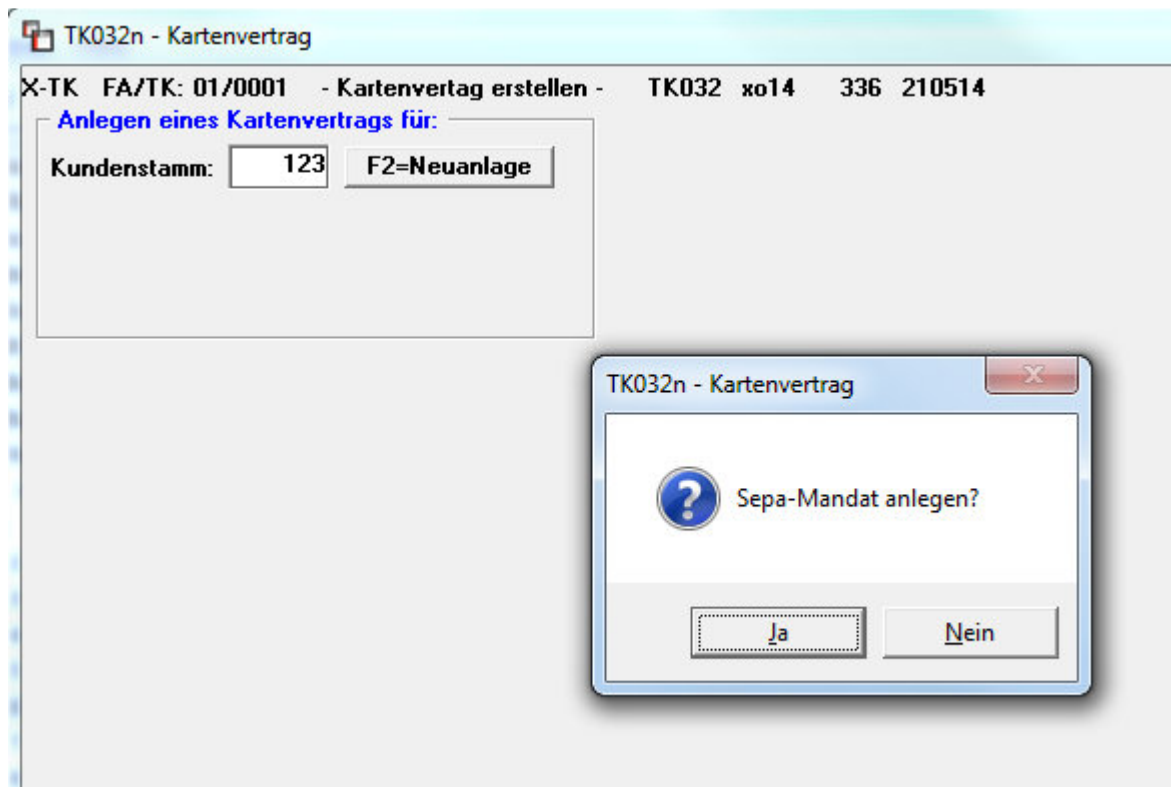 TK032n - Kartenvertrag
X-TK FA/TK: 01/0001 - Kartenvertag erstellen - TK032 xo14 336 210514
Anlegen eines Kartenvertrags für:
Kundenstamm: 123 F2=Neuanlage
TK032n - Kartenvertrag
Sepa-Mandat anlegen?
Ja Nein